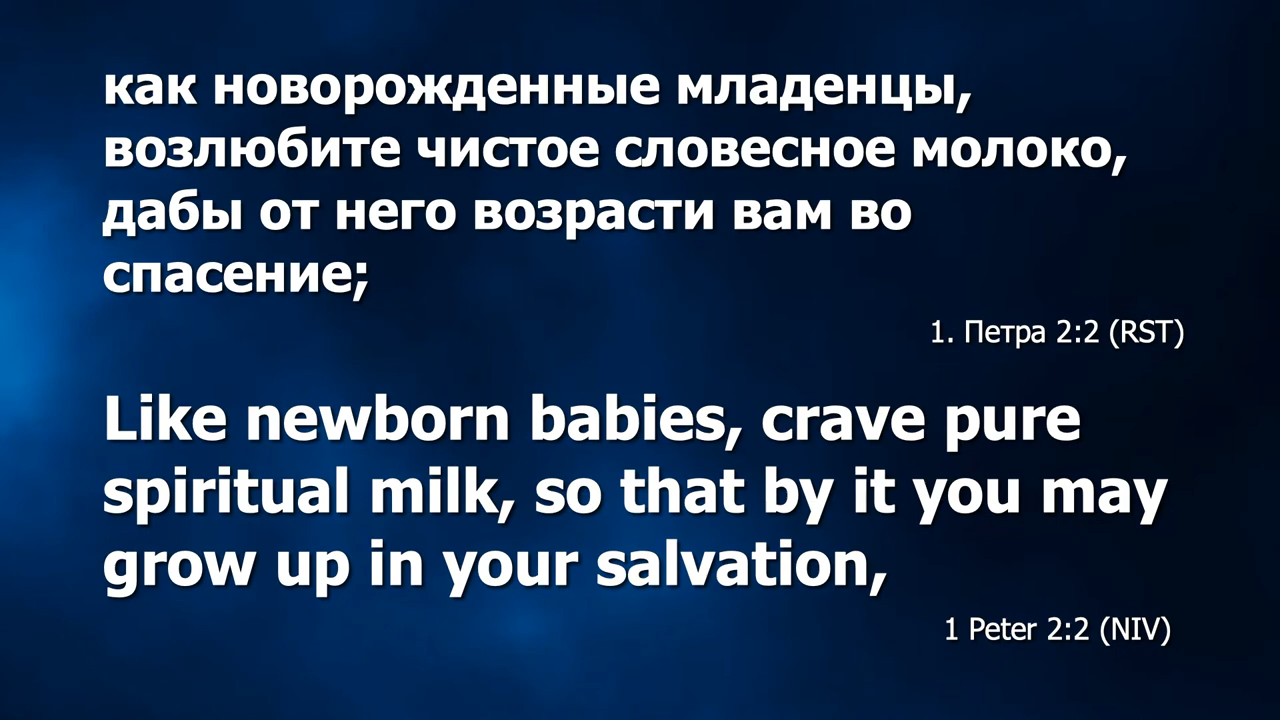 как новорожденные младенцы,
возлюбите чистое словесное молоко,
дабы от него возрасти вам во
спасение;
1. Петра 2:2 (RST)
Like newborn babies, crave pure
spiritual milk, so that by it you may
grow up in your salvation,
1 Peter 2:2 (NIV)